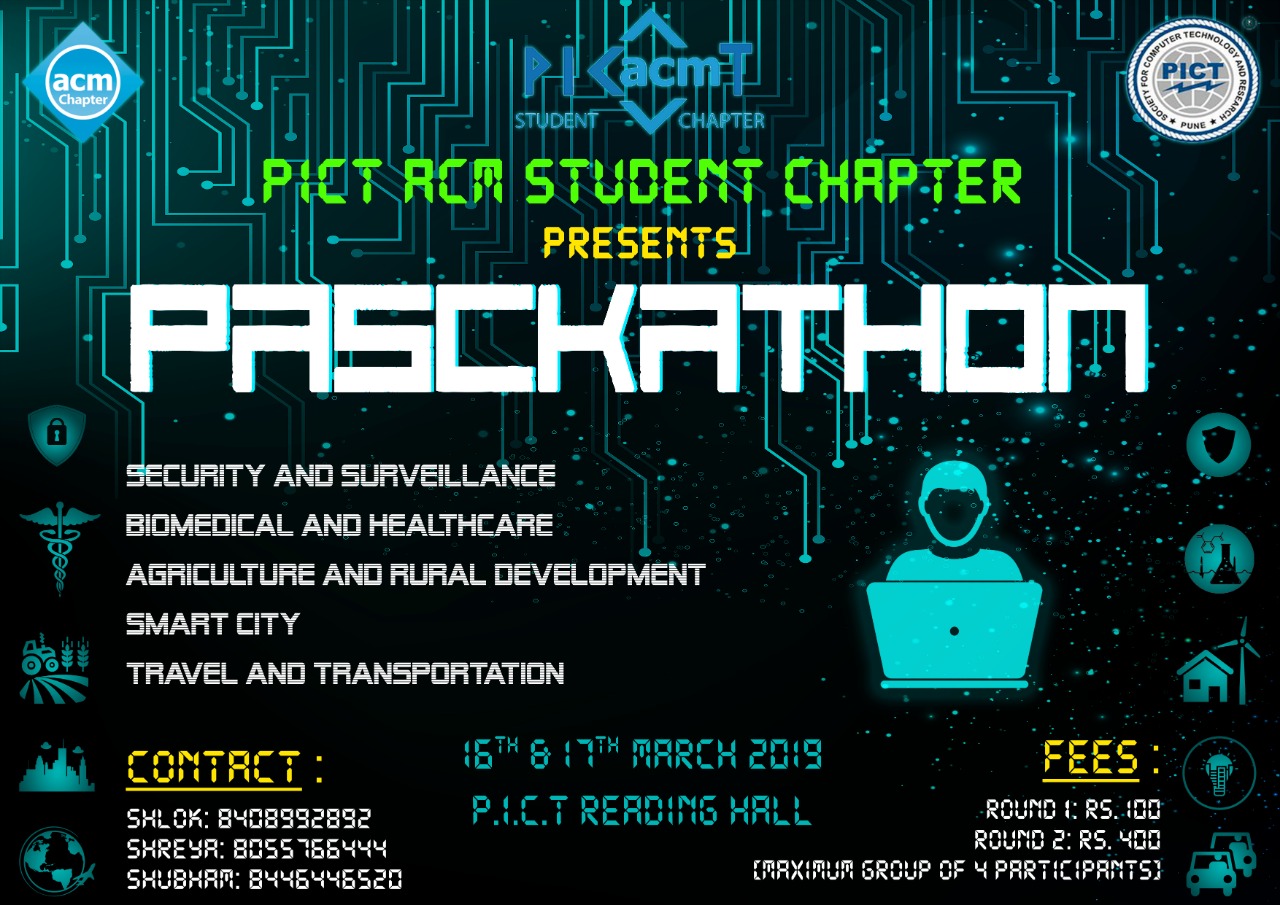 acm
Chapter
PICacmT
STUDENT CHAPTER
SOCIETY FOR COMPUTER TECHNOLOGY AND RESEARCH
PICT
★ PUNE ★
PICT ACM STUDENT CHAPTER
PRESENTS
PASCKATHON
SECURITY AND SURVEILLANCE
BIOMEDICAL AND HEALTHCARE
AGRICULTURE AND RURAL DEVELOPMENT
SMART CITY
TRAVEL AND TRANSPORTATION
CONTACT :
SHLOK: 8408992892
SHREYA: 8055766444
SHUBHAM: 8446446520
16TH & 17TH MARCH 2019
P.I.C.T READING HALL
FEES :
ROUND 1: RS. 100
ROUND 2: RS. 400
[MAXIMUM GROUP OF 4 PARTICIPANTS]